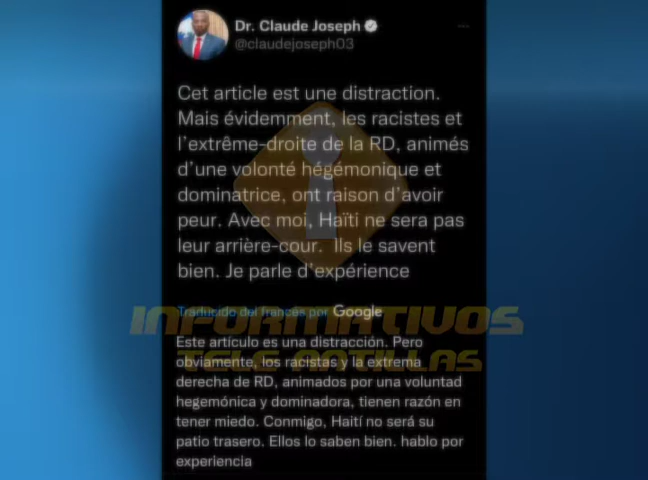 Dr. Claude Joseph
@claudejoseph03
Cet article est une distraction.
Mais évidemment, les racistes et
l'extrême-droite de la RD, animés
d'une volonté hégémonique et
dominatrice, ont raison d'avoir
peur. Avec moi, Haïti ne sera pas
leur arrière-cour. Ils le savent
bien. Je parle d'expérience
Traducido del francés por Google
INFORMATIVOS
TELE ANTILLAS
Este artículo es una distracción. Pero
obviamente, los racistas y la extrema
derecha de RD, animados por una voluntad
hegemónica y dominadora, tienen razón en
tener miedo. Conmigo, Haití no será su
patio trasero. Ellos lo saben bien. hablo por
experiencia